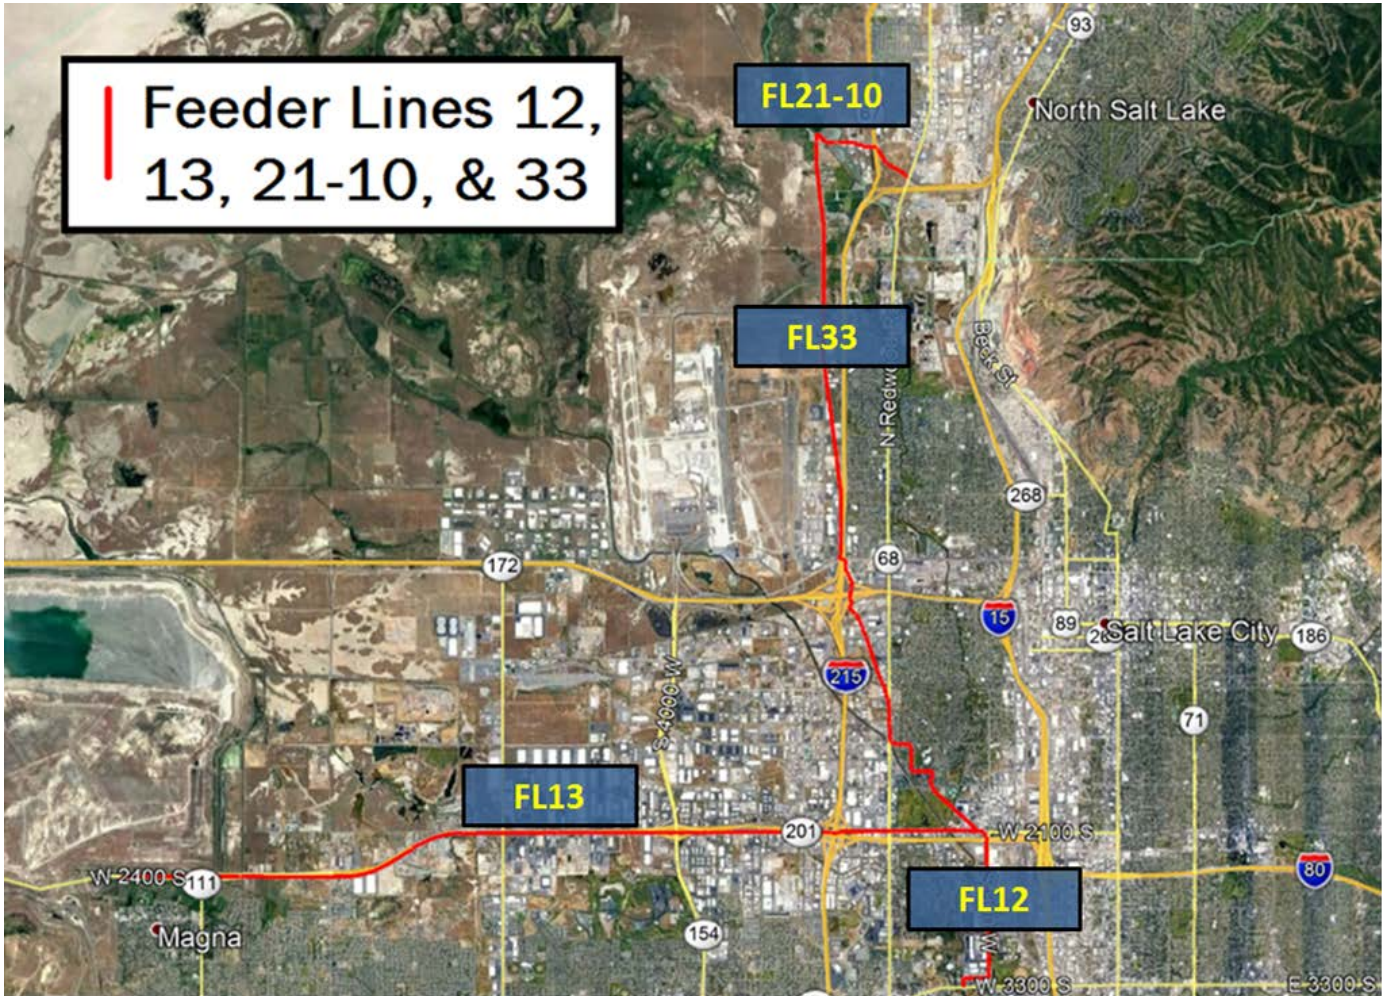 Feeder Lines 12,
13, 21-10, & 33
FL21-10
93
North Salt Lake
FL33
Beck St
N Redwo
268
172
68
15
89
Salt Lake City
186
215
S 4000 W
71
FL13
201
W 2100 S
W 2400 S
111
80
FL12
Magna
154
W
W 3300 S
E 3300 S